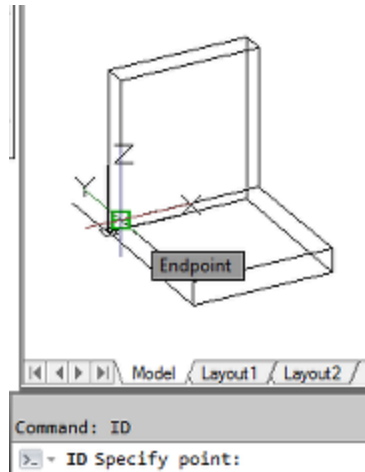 Z
Y
X
Endpoint
Model Layout1 Layout2
Command: ID
ID Specify point: